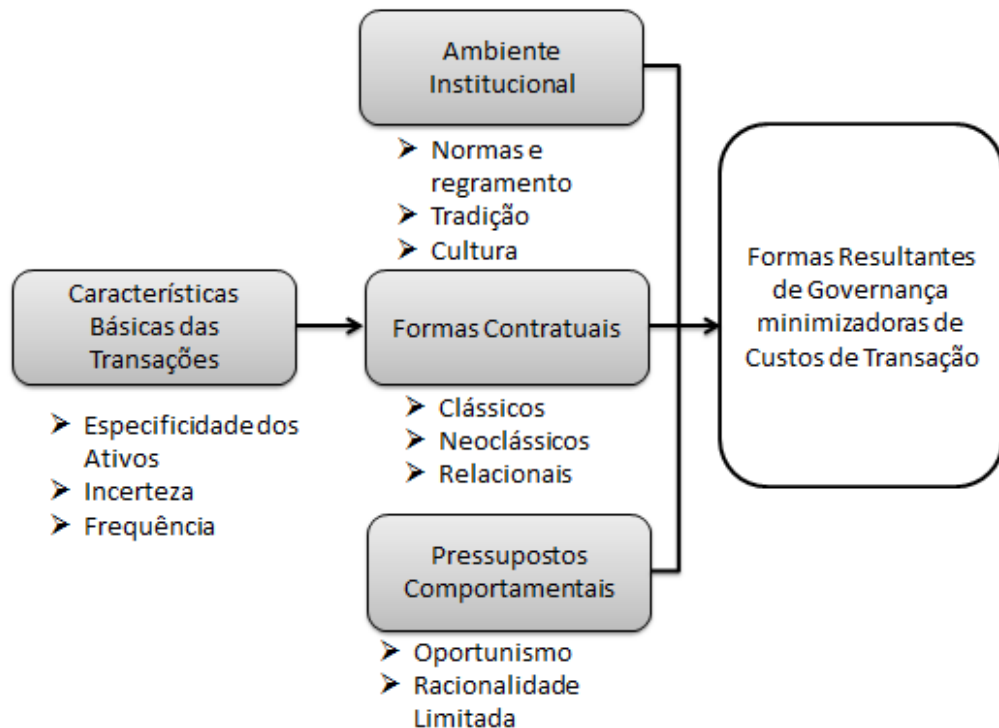 Ambiente
Institucional
➢ Normas e
regramento
➢ Tradição
➢ Cultura
Característícas
Básicas das
Transações
➢ Especificidade dos
Ativos
➢ Incerteza
➢ Frequência
Formas Contratuais
➢ Clássicos
➢ Neoclássicos
➢ Relacionais
Pressupostos
Comportamentais
➢ Oportunismo
➢ Racionalidade
Limitada
Formas Resultantes
de Governança
minimizadoras de
Custos de Transação